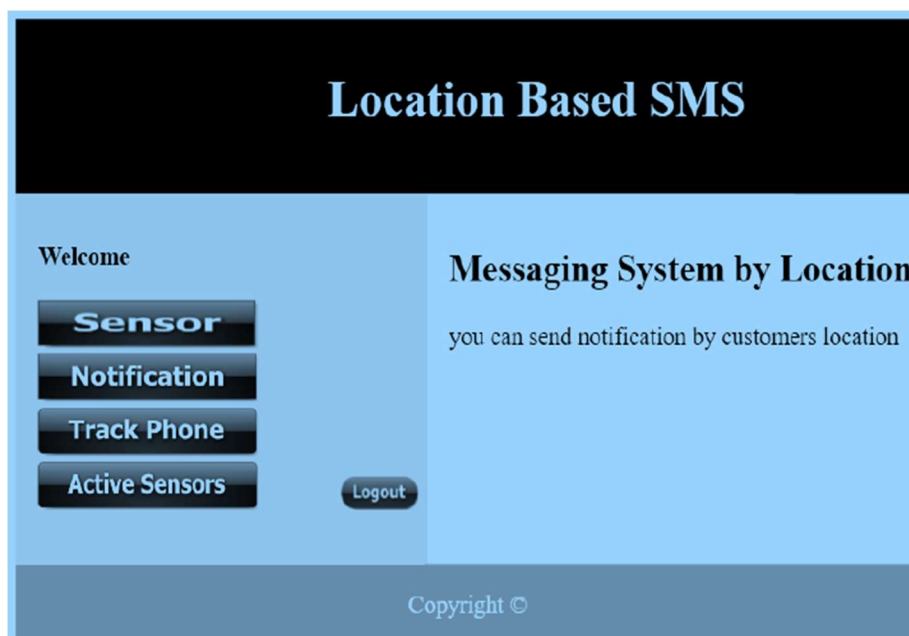 Location Based SMS
Welcome
Sensor
Notification
Track Phone
Active Sensors
Logout
Messaging System by Location
you can send notification by customers location
Copyright ©